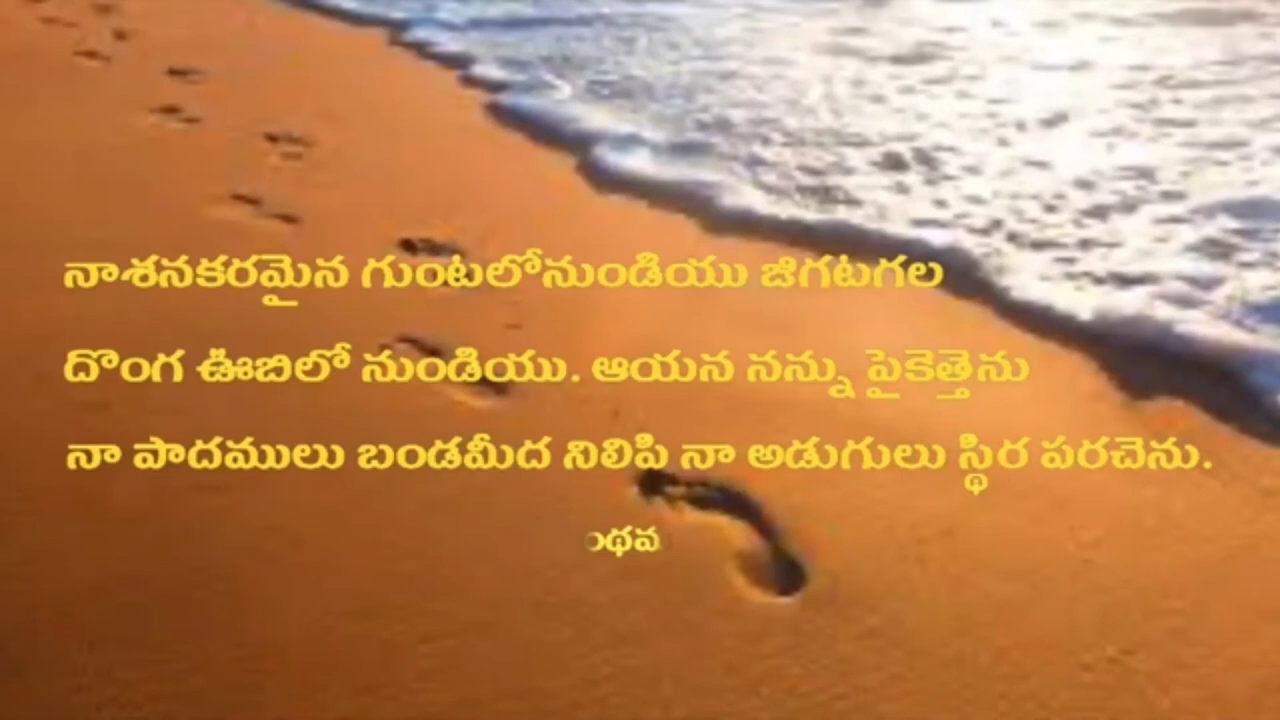 నాశనకరమైన గుంటలోనుండియు జిగటగల
దొంగ ఊబిలో నుండియు. ఆయన నన్ను పైకెత్తెను
నా పాదములు బండమీద నిలిపి నా అడుగులు స్థిర పరచెను.